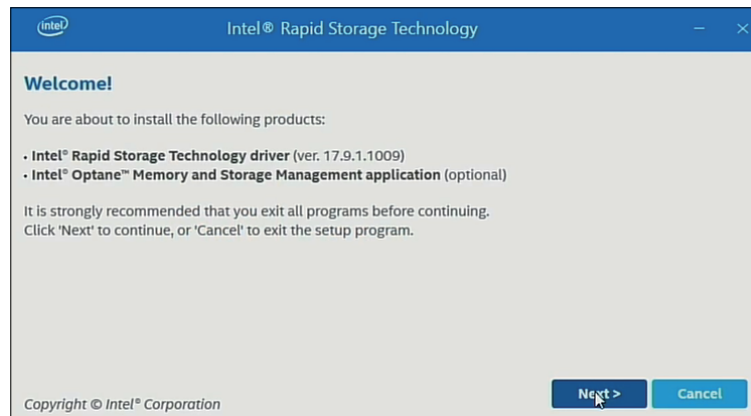 intel
Intel® Rapid Storage Technology
Welcome!
You are about to install the following products:
• Intel® Rapid Storage Technology driver (ver. 17.9.1.1009)
• Intel® Optane™ Memory and Storage Management application (optional)
It is strongly recommended that you exit all programs before continuing.
Click 'Next' to continue, or 'Cancel' to exit the setup program.
Next >
Cancel
Copyright © Intel® Corporation